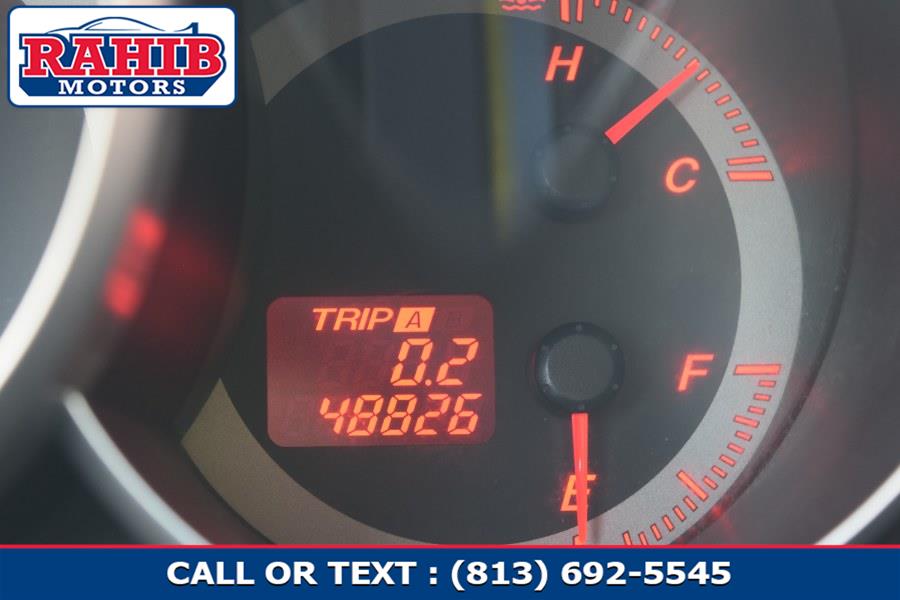 RAHIB
MOTORS
H
C
TRIP A
0.2
48826
F
E
CALL OR TEXT : (813) 692-5545